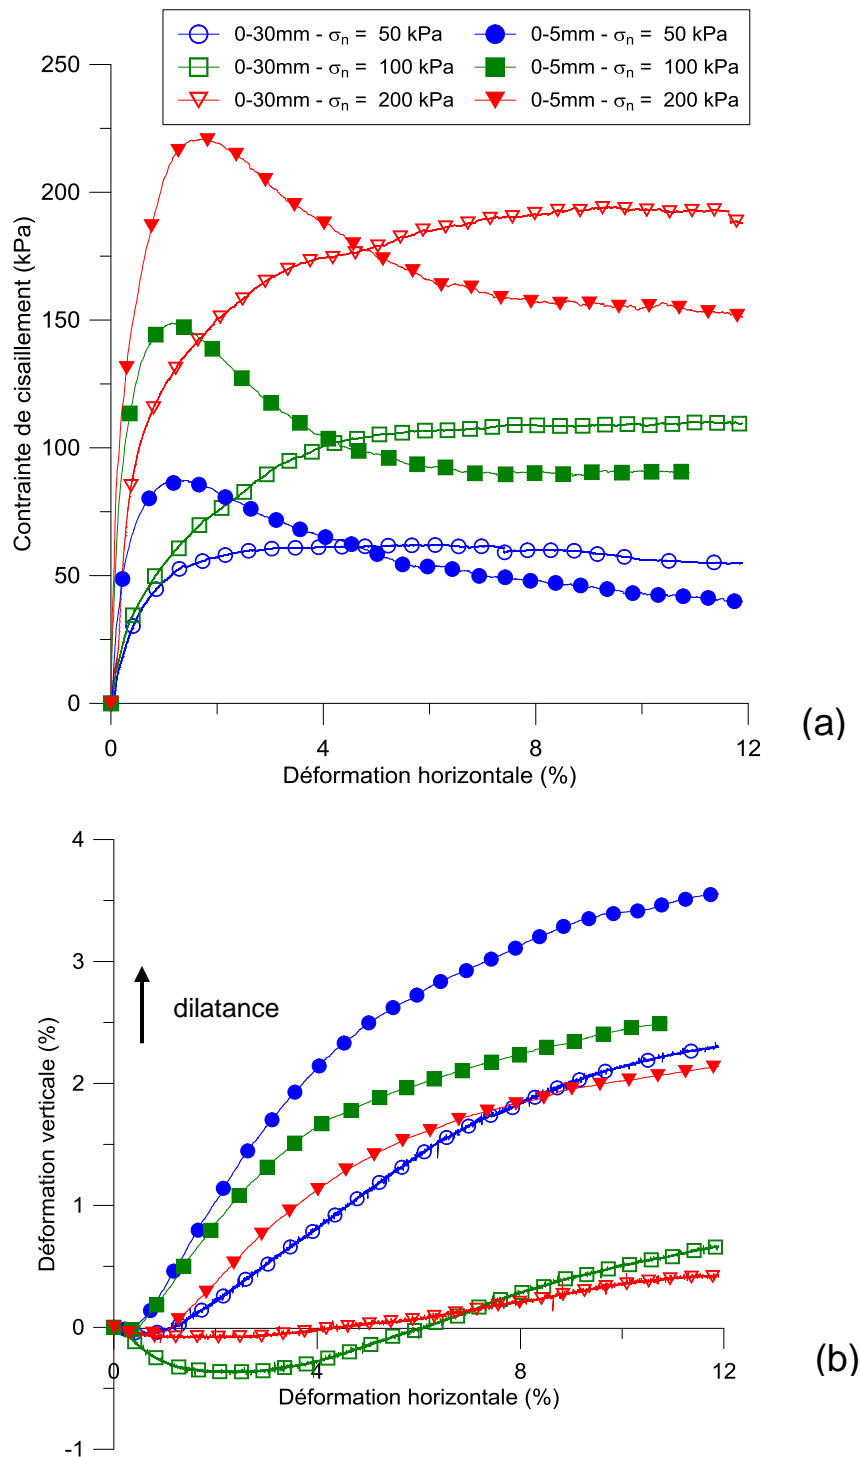 0-30mm - σn = 50 kPa 0-5mm - σn = 50 kPa
0-30mm - σn = 100 kPa 0-5mm - σn = 100 kPa
0-30mm - σn = 200 kPa 0-5mm - σn = 200 kPa
250
200
150
100
50
0
Contrainte de cisaillement (kPa)
0 4 8 12
Déformation horizontale (%)
(a)
4
3
2
1
0
-1
Déformation verticale (%)
dilatance
0 4 8 12
Déformation horizontale (%)
(b)